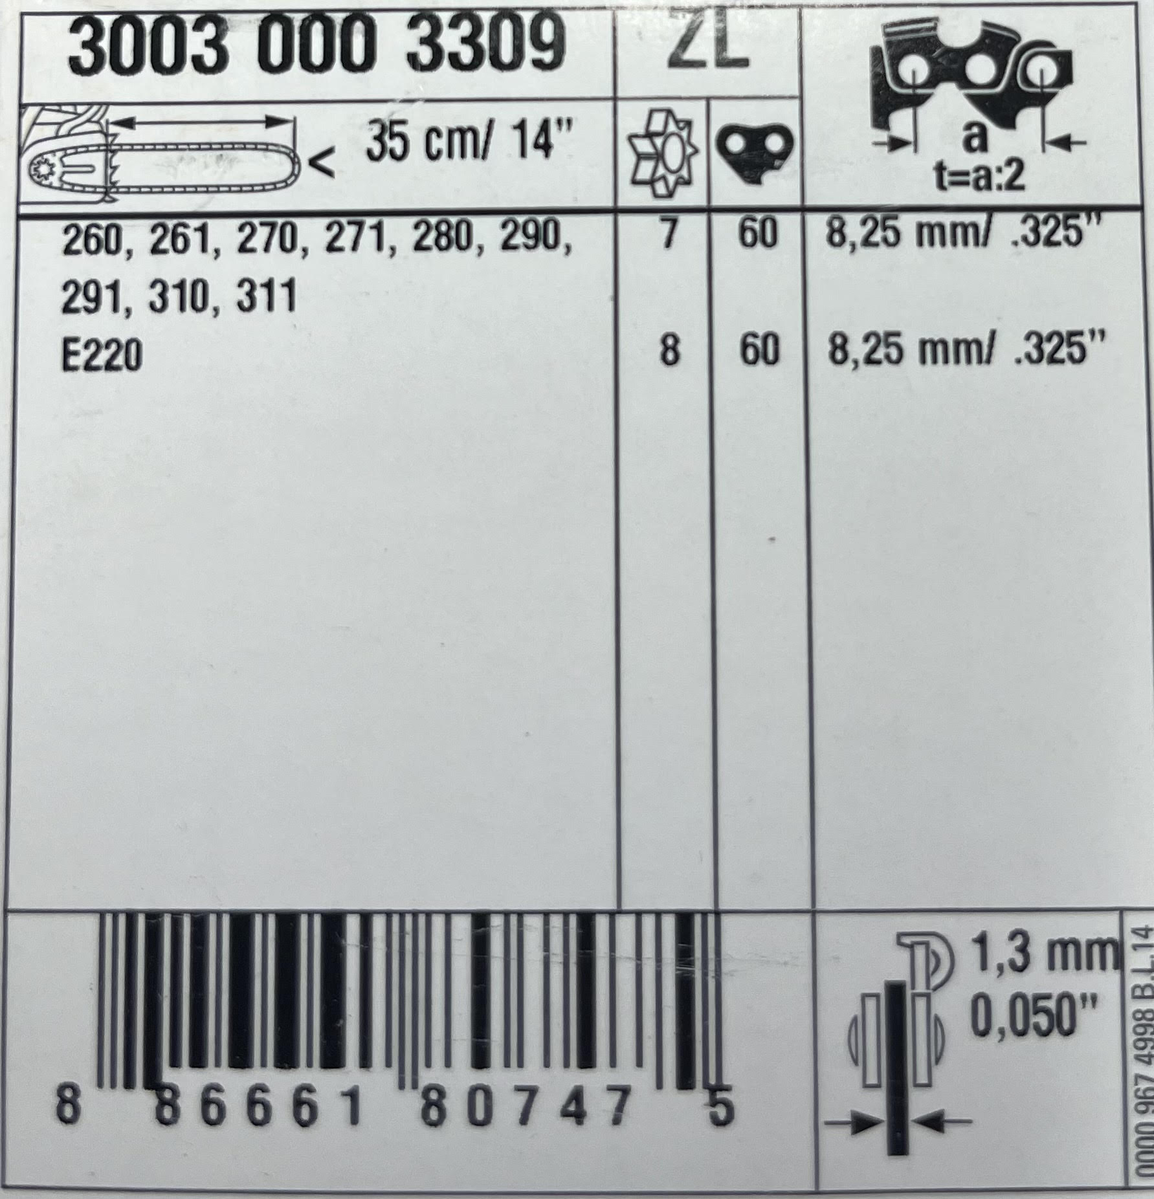 3003 000 3309
ZL
< 35 cm/ 14"
a
t=a:2
260, 261, 270, 271, 280, 290, 7 60 8,25 mm/ .325"
291, 310, 311
E220 8 60 8,25 mm/ .325"
1,3 mm
0,050"
8 86661 80747 5
0000 967 4998 B.L.14